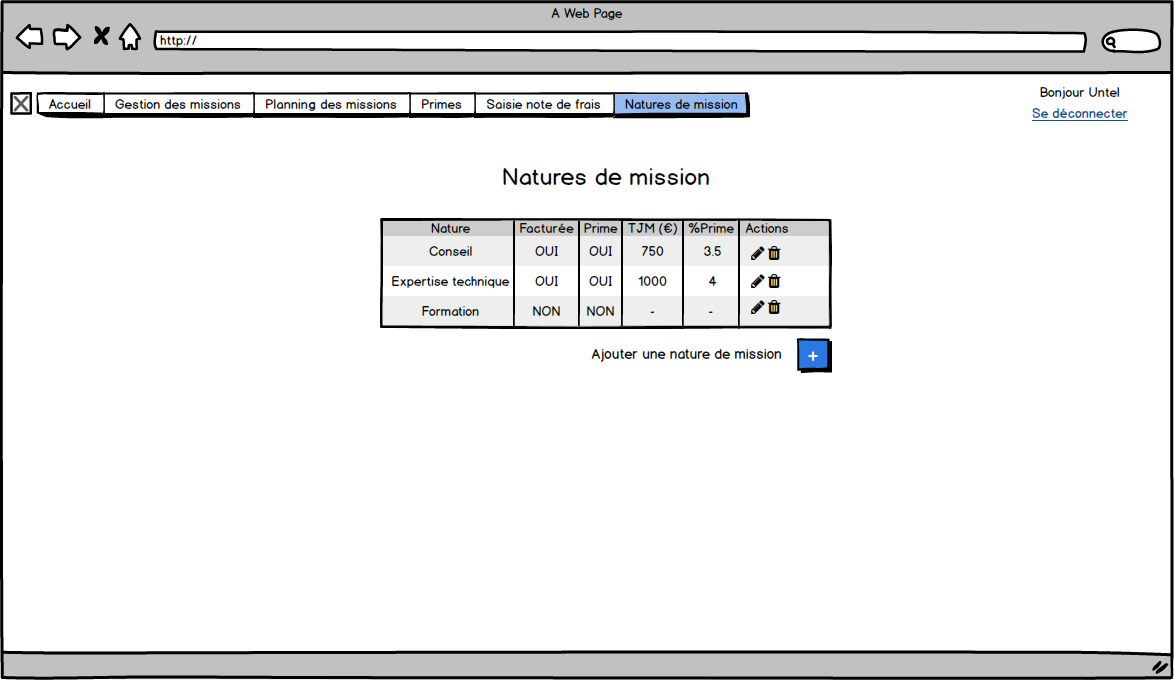 A Web Page
http://
Accueil Gestion des missions Planning des missions Primes Saisie note de frais Natures de mission
Bonjour Untel
Se déconnecter
Natures de mission
Nature Facturée Prime TJM (€) %Prime Actions
Conseil OUI OUI 750 3.5
Expertise technique OUI OUI 1000 4
Formation NON NON - -
Ajouter une nature de mission +